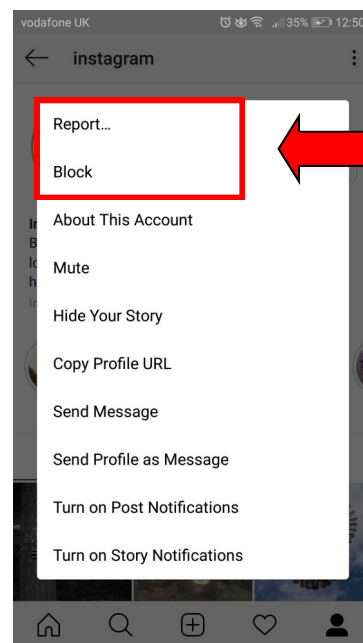 vodafone UK 35% 12:50
instagram
Report...
Block
About This Account
Mute
Hide Your Story
Copy Profile URL
Send Message
Send Profile as Message
Turn on Post Notifications
Turn on Story Notifications